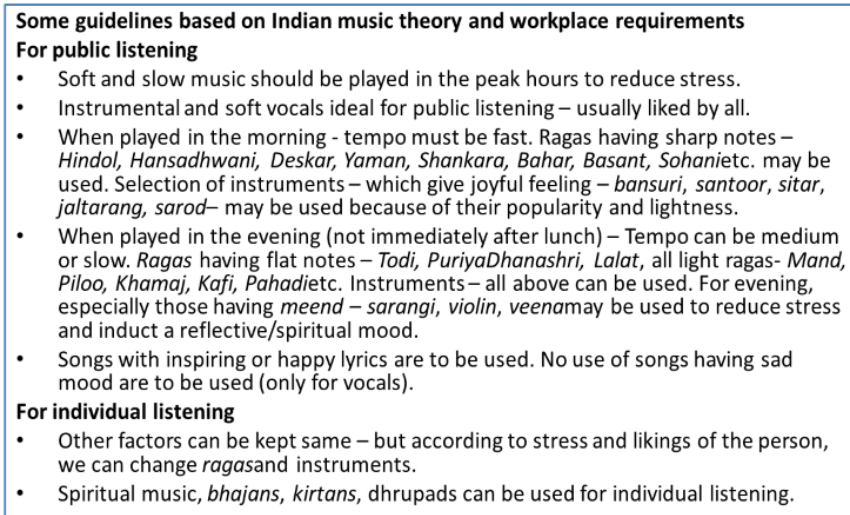 Some guidelines based on Indian music theory and workplace requirements
For public listening
• Soft and slow music should be played in the peak hours to reduce stress.
• Instrumental and soft vocals ideal for public listening – usually liked by all.
• When played in the morning - tempo must be fast. Ragas having sharp notes –
Hindol, Hansadhwani, Deskar, Yaman, Shankara, Bahar, Basant, Sohanietc. may be
used. Selection of instruments – which give joyful feeling – bansuri, santoor, sitar,
jaltarang, sarod– may be used because of their popularity and lightness.
• When played in the evening (not immediately after lunch) – Tempo can be medium
or slow. Ragas having flat notes – Todi, PuriyaDhanashri, Lalat, all light ragas- Mand,
Piloo, Khamaj, Kafi, Pahadietc. Instruments – all above can be used. For evening,
especially those having meend – sarangi, violin, veenamay be used to reduce stress
and induct a reflective/spiritual mood.
• Songs with inspiring or happy lyrics are to be used. No use of songs having sad
mood are to be used (only for vocals).
For individual listening
• Other factors can be kept same – but according to stress and likings of the person,
we can change ragasand instruments.
• Spiritual music, bhajans, kirtans, dhrupads can be used for individual listening.